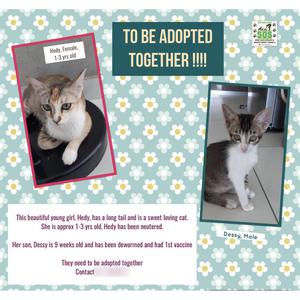 Hedy, Female,
1-3 yrs old
TO BE ADOPTED
TOGETHER !!!!
SOS
Dessy, Male
This beautiful young girl, Hedy, has a long tail and is a sweet loving cat.
She is approx 1-3 yrs old. Hedy has been neutered.
Her son, Dessy is 9 weeks old and has been dewormed and had 1st vaccine
They need to be adopted together
Contact